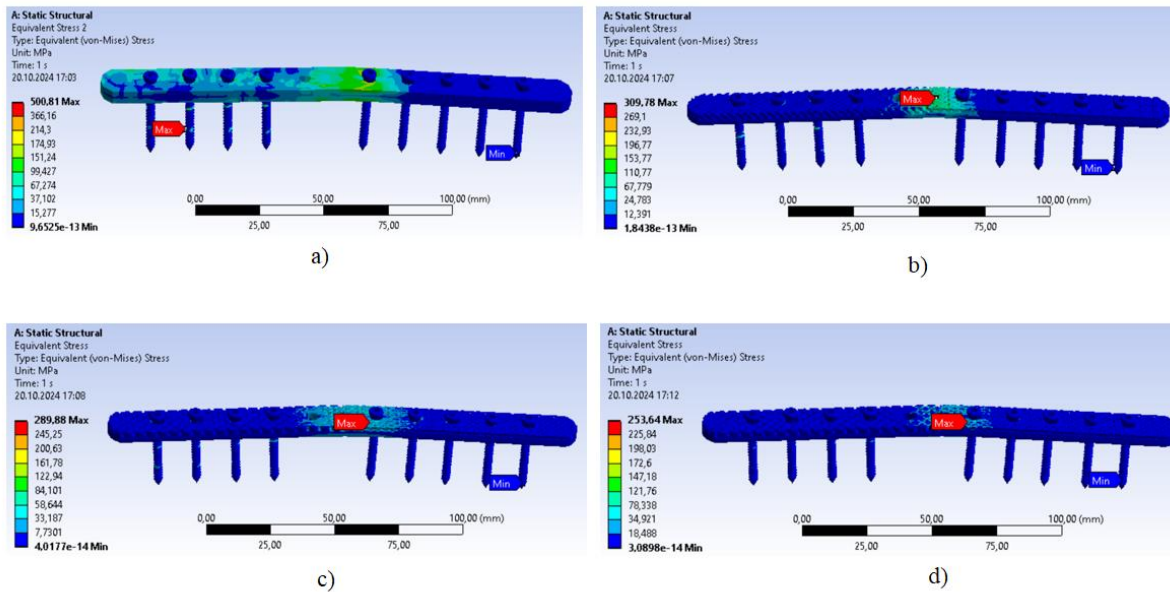 A: Static Structural
Equivalent Stress 2
Type: Equivalent (von-Mises) Stress
Unit: MPa
Time: 1 s
20.10.2024 17:03
500,81 Max
366,16
214,3
174,93
151,24
99,427
67,274
37,102
15,277
9,6525e-13 Min
Max
Min
0,00 50,00 100,00 (mm)
25,00 75,00
a)
A: Static Structural
Equivalent Stress
Type: Equivalent (von-Mises) Stress
Unit: MPa
Time: 1 s
20.10.2024 17:07
309,78 Max
269,1
232,93
196,77
153,77
110,77
67,779
24,783
12,391
1,8438e-13 Min
Max
Min
0,00 50,00 100,00 (mm)
25,00 75,00
b)
A: Static Structural
Equivalent Stress
Type: Equivalent (von-Mises) Stress
Unit: MPa
Time: 1 s
20.10.2024 17:08
289,88 Max
245,25
200,63
161,78
122,94
84,101
58,644
33,187
7,7301
4,0177e-14 Min
Max
Min
0,00 50,00 100,00 (mm)
25,00 75,00
c)
A: Static Structural
Equivalent Stress
Type: Equivalent (von-Mises) Stress
Unit: MPa
Time: 1 s
20.10.2024 17:12
253,64 Max
225,84
198,03
172,6
147,18
121,76
78,338
34,921
18,488
3,0898e-14 Min
Max
Min
0,00 50,00 100,00 (mm)
25,00 75,00
d)